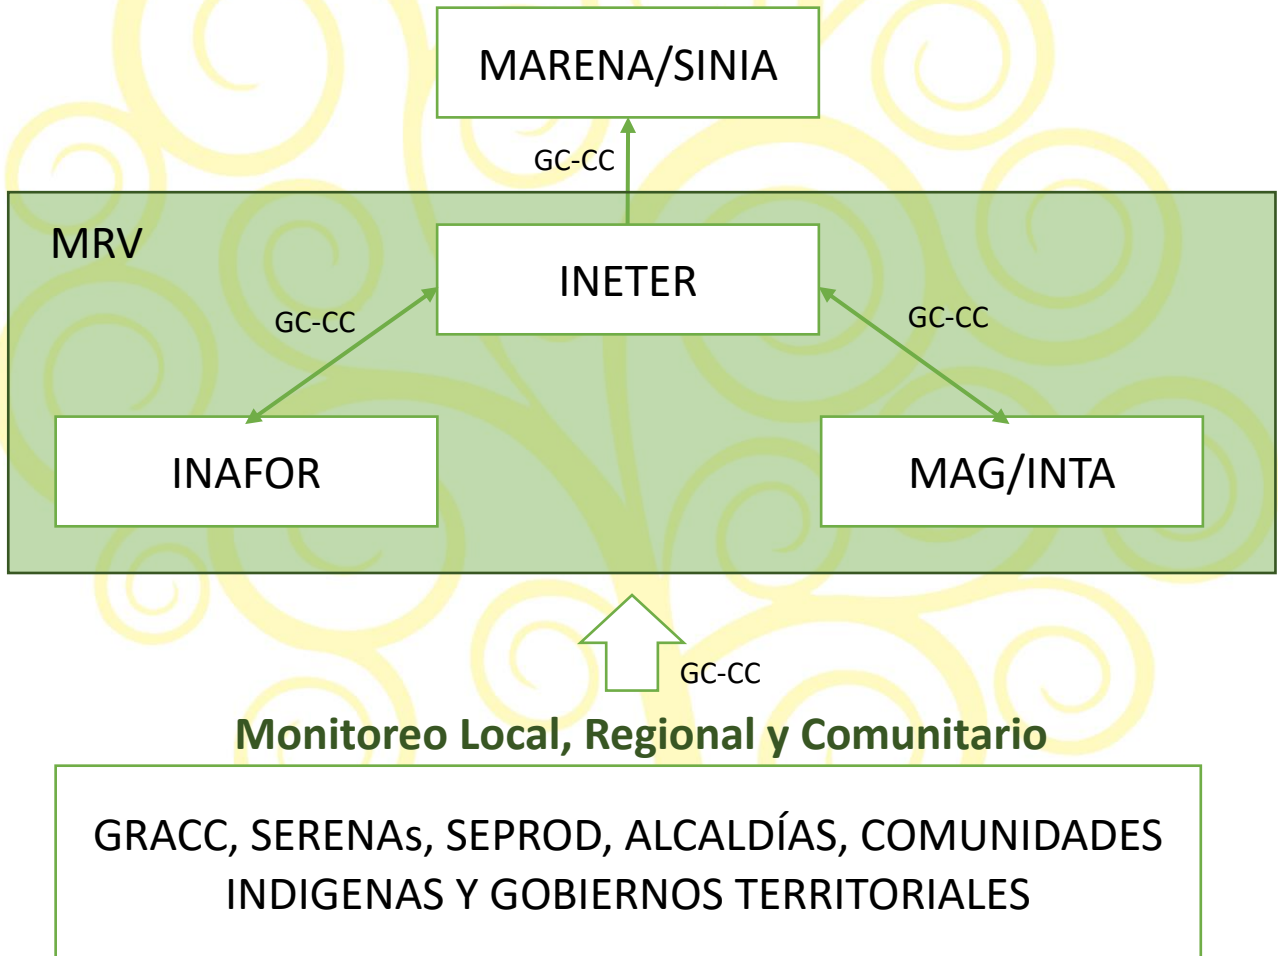 MARENA/SINIA
GC-CC
MRV
INETER
GC-CC
GC-CC
INAFOR
MAG/INTA
GC-CC
Monitoreo Local, Regional y Comunitario
GRACC, SERENAs, SEPROD, ALCALDÍAS, COMUNIDADES
INDIGENAS Y GOBIERNOS TERRITORIALES